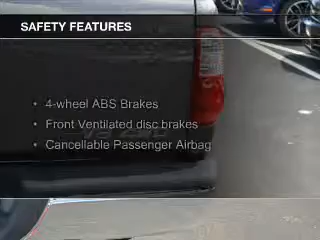 SAFETY FEATURES
• 4-wheel ABS Brakes
• Front Ventilated disc brakes
• Cancellable Passenger Airbag